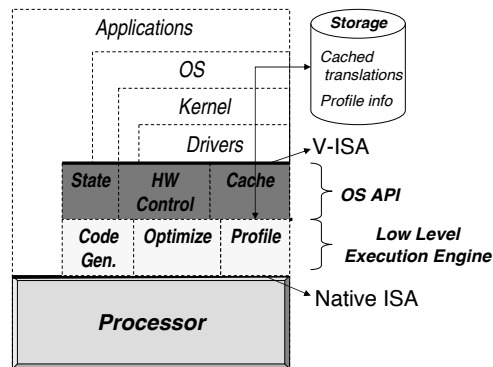 Applications
OS
Kernel
Drivers
Storage
Cached
translations
Profile info
V-ISA
State
HW
Control
Cache
OS API
Code
Gen.
Optimize
Profile
Low Level
Execution Engine
Native ISA
Processor